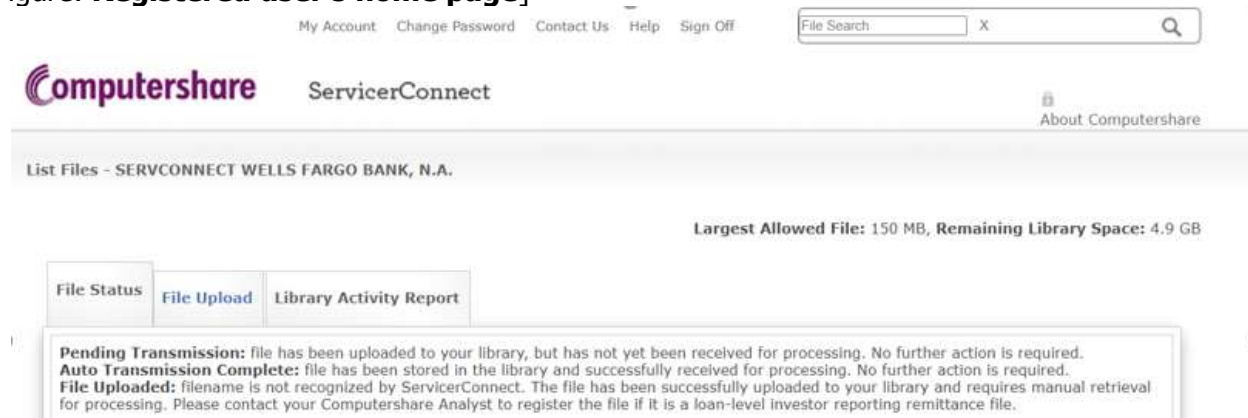 igure: Registered user's home page]
My Account Change Password Contact Us Help Sign Off File Search X
Computershare ServicerConnect
About Computershare
List Files - SERVCONNECT WELLS FARGO BANK, N.A.
Largest Allowed File: 150 MB, Remaining Library Space: 4.9 GB
File Status File Upload Library Activity Report
Pending Transmission: file has been uploaded to your library, but has not yet been received for processing. No further action is required.
Auto Transmission Complete: file has been stored in the library and successfully received for processing. No further action is required.
File Uploaded: filename is not recognized by ServicerConnect. The file has been successfully uploaded to your library and requires manual retrieval
for processing. Please contact your Computershare Analyst to register the file if it is a loan-level investor reporting remittance file.